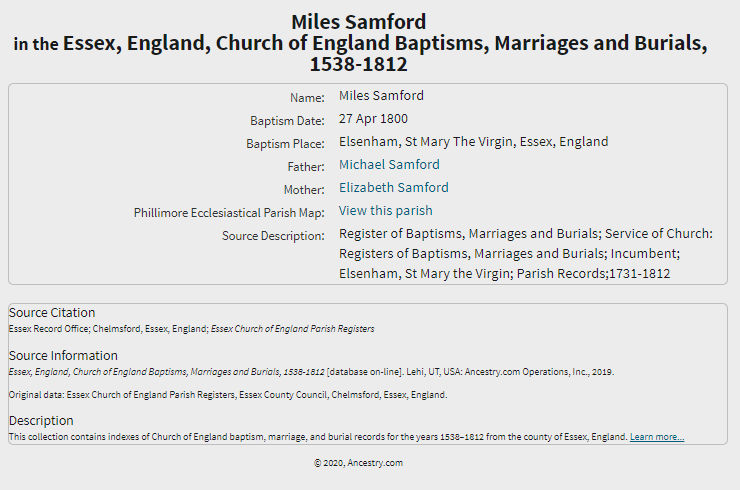 Miles Samford
in the Essex, England, Church of England Baptisms, Marriages and Burials,
1538-1812
Name: Miles Samford
Baptism Date: 27 Apr 1800
Baptism Place: Elsenham, St Mary The Virgin, Essex, England
Father: Michael Samford
Mother: Elizabeth Samford
Phillimore Ecclesiastical Parish Map: View this parish
Source Description: Register of Baptisms, Marriages and Burials; Service of Church:
Registers of Baptisms, Marriages and Burials; Incumbent;
Elsenham, St Mary the Virgin; Parish Records;1731-1812
Source Citation
Essex Record Office; Chelmsford, Essex, England; Essex Church of England Parish Registers
Source Information
Essex, England, Church of England Baptisms, Marriages and Burials, 1538-1812 [database on-line]. Lehi, UT, USA: Ancestry.com Operations, Inc., 2019.
Original data: Essex Church of England Parish Registers, Essex County Council, Chelmsford, Essex, England.
Description
This collection contains indexes of Church of England baptism, marriage, and burial records for the years 1538–1812 from the county of Essex, England. Learn more...
© 2020, Ancestry.com